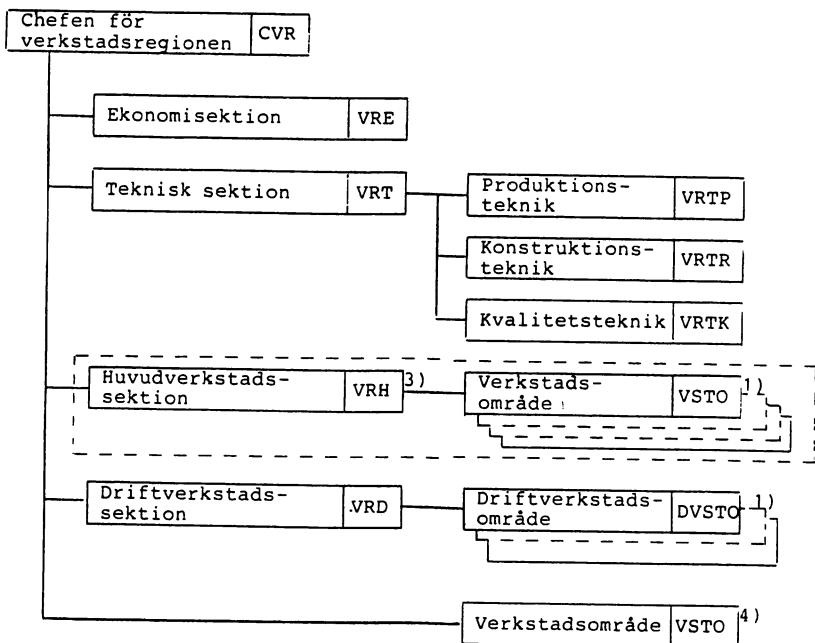 Chefen för
verkstadsregionen CVR
Ekonomisektion VRE
Teknisk sektion VRT
Produktions-
teknik VRTP
Konstruktions-
teknik VRTR
Kvalitetsteknik VRTK
Huvudverkstads-
sektion VRH 3)
Verkstads-
område VSTO 1)
Driftverkstads-
sektion .VRD
Driftverkstads-
område DVSTO 1)
Verkstadsområde VSTO 4)